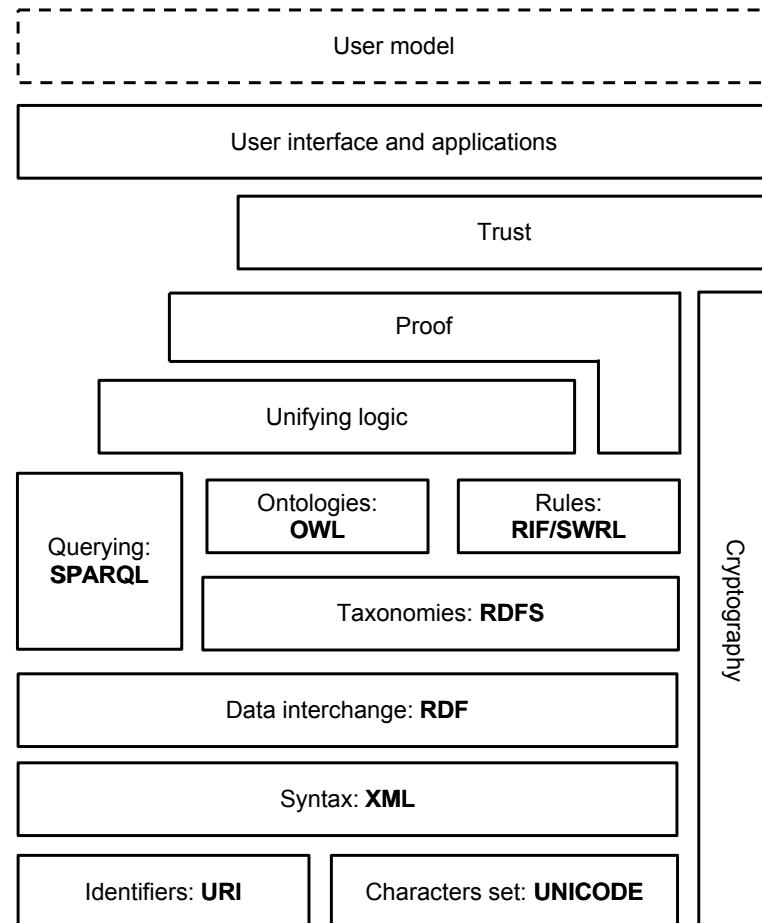 User model
User interface and applications
Trust
Proof
Unifying logic
Querying:
SPARQL
Ontologies:
OWL
Rules:
RIF/SWRL
Taxonomies: RDFS
Cryptography
Data interchange: RDF
Syntax: XML
Identifiers: URI
Characters set: UNICODE